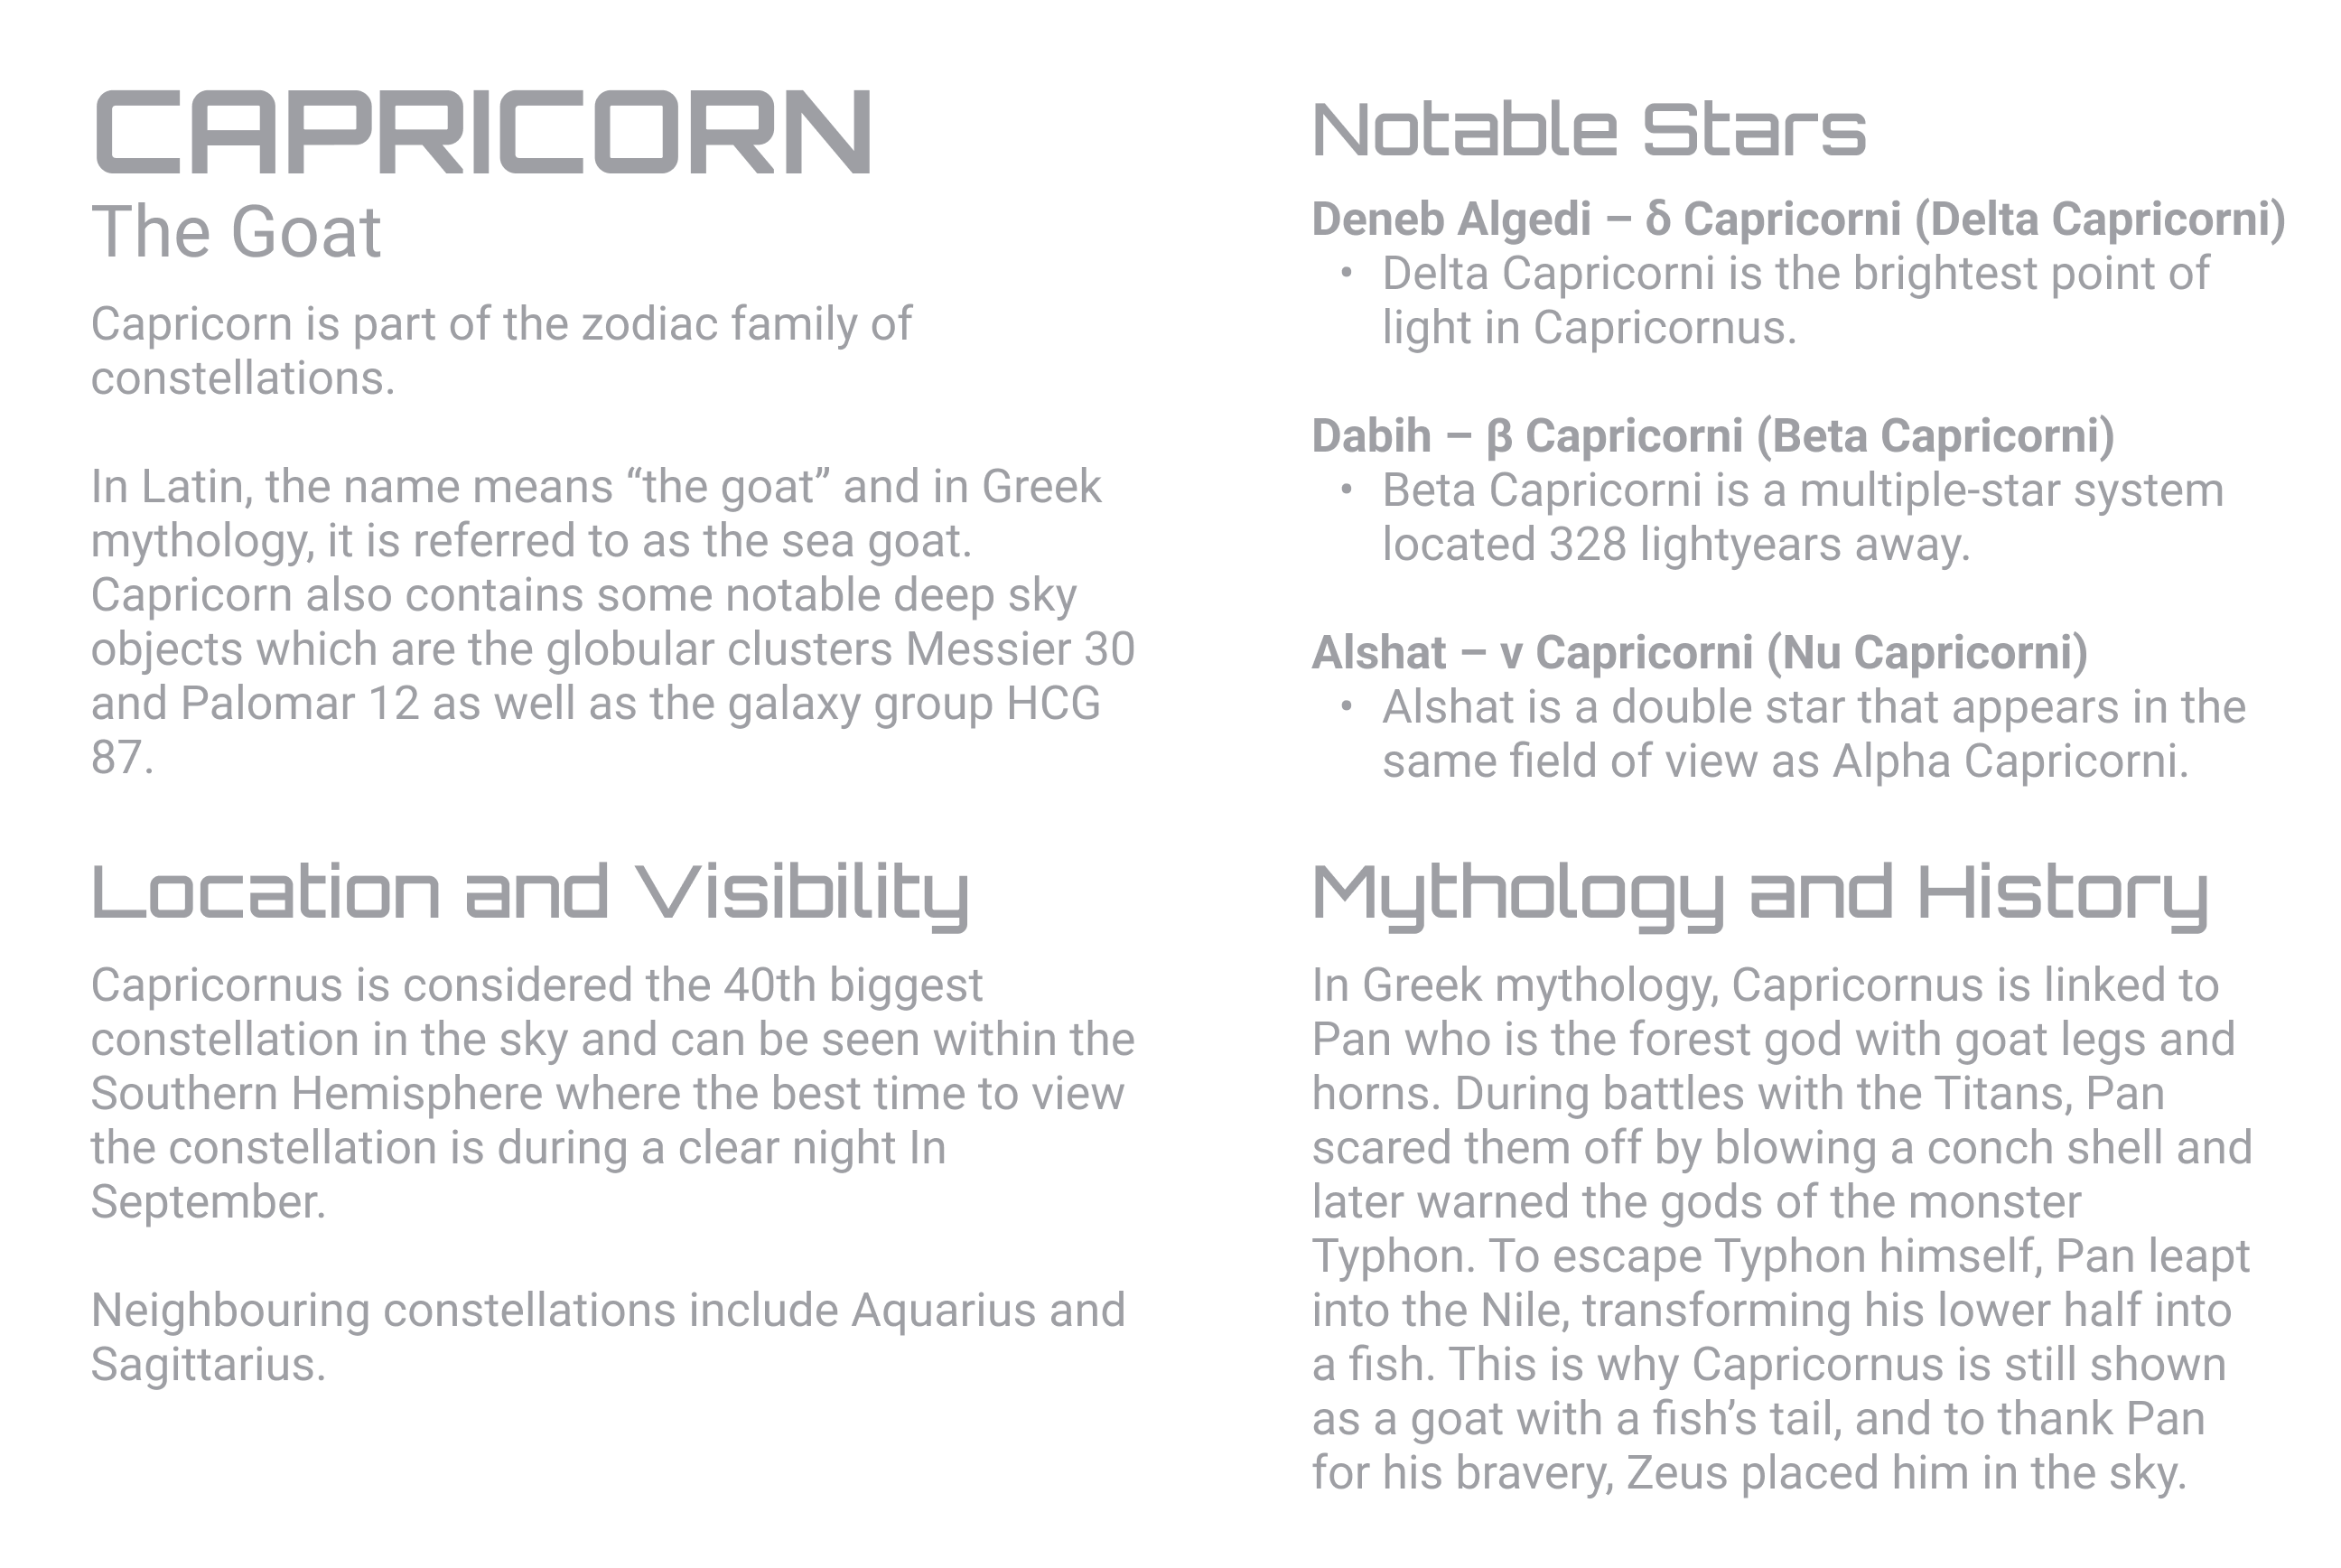 CAPRICORN
The Goat
Capricorn is part of the zodiac family of
constellations.
In Latin, the name means “the goat” and in Greek
mythology, it is referred to as the sea goat.
Capricorn also contains some notable deep sky
objects which are the globular clusters Messier 30
and Palomar 12 as well as the galaxy group HCG
87.
Location and Visibility
Capricornus is considered the 40th biggest
constellation in the sky and can be seen within the
Southern Hemisphere where the best time to view
the constellation is during a clear night In
September.
Neighbouring constellations include Aquarius and
Sagittarius.
Notable Stars
Deneb Algedi – δ Capricorni (Delta Capricorni)
• Delta Capricorni is the brightest point of
light in Capricornus.
Dabih – β Capricorni (Beta Capricorni)
• Beta Capricorni is a multiple-star system
located 328 lightyears away.
Alshat – ν Capricorni (Nu Capricorni)
• Alshat is a double star that appears in the
same field of view as Alpha Capricorni.
Mythology and History
In Greek mythology, Capricornus is linked to
Pan who is the forest god with goat legs and
horns. During battles with the Titans, Pan
scared them off by blowing a conch shell and
later warned the gods of the monster
Typhon. To escape Typhon himself, Pan leapt
into the Nile, transforming his lower half into
a fish. This is why Capricornus is still shown
as a goat with a fish’s tail, and to thank Pan
for his bravery, Zeus placed him in the sky.